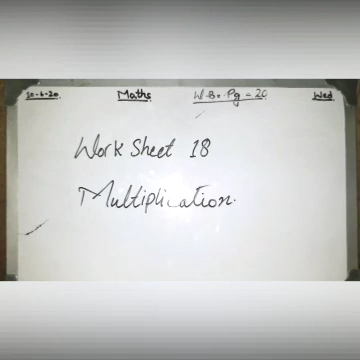 10-6-20 Maths W.B. Pg = 20 Wed
Work Sheet 18
Multiplication.